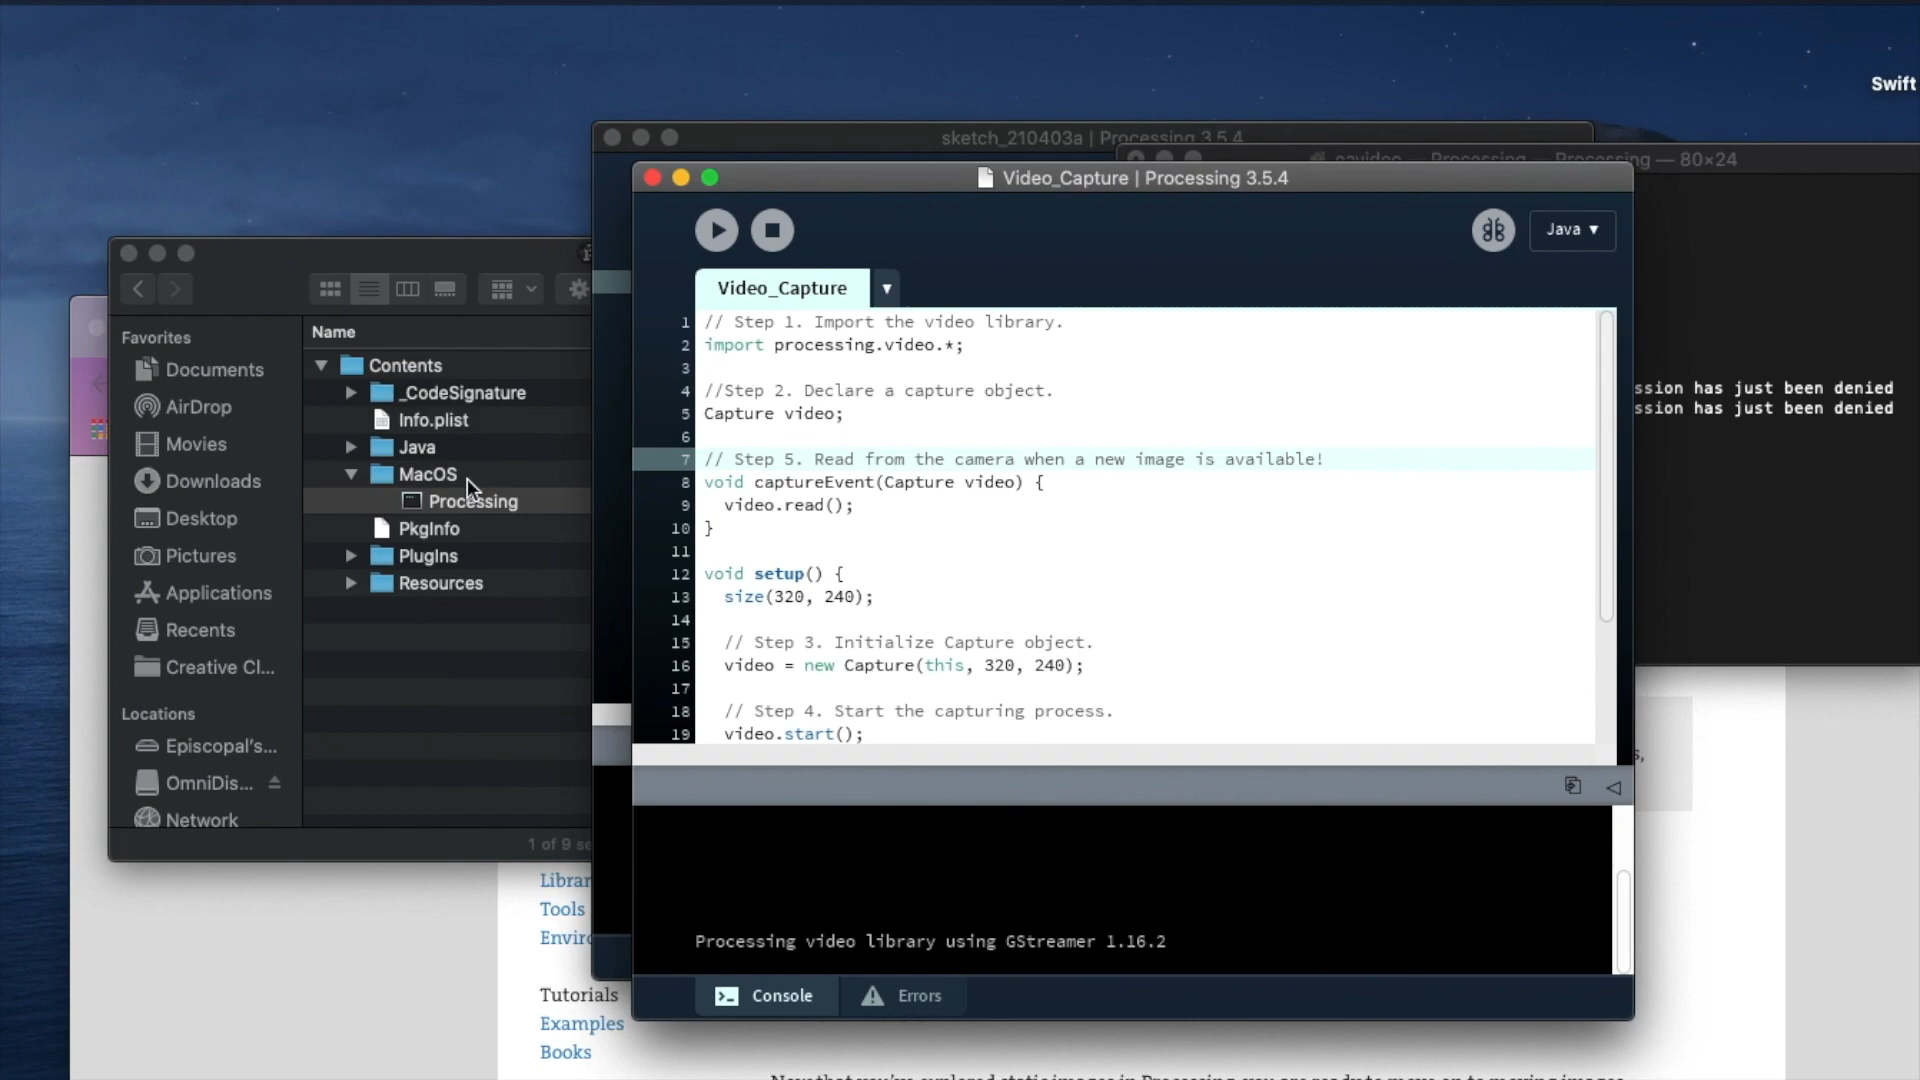 Swift
sketch_210403a | Processing 3.5.4
Processing — Processing — 80×24
Video_Capture | Processing 3.5.4
Java ▼
Video_Capture ▼
Favorites
Documents
AirDrop
Movies
Downloads
Desktop
Pictures
Applications
Recents
Creative Cl...
Locations
Episcopal's...
OmniDis...
Network
Name
Contents
_CodeSignature
Info.plist
Java
MacOS
Processing
PkgInfo
PlugIns
Resources
1 of 9 se
1 // Step 1. Import the video library.
2 import processing.video.*;
3
4 //Step 2. Declare a capture object.
5 Capture video;
6
7 // Step 5. Read from the camera when a new image is available!
8 void captureEvent(Capture video) {
9 video.read();
10 }
11
12 void setup() {
13 size(320, 240);
14
15 // Step 3. Initialize Capture object.
16 video = new Capture(this, 320, 240);
17
18 // Step 4. Start the capturing process.
19 video.start();
ssion has just been denied
ssion has just been denied
Processing video library using GStreamer 1.16.2
Console
Errors
Librar
Tools
Enviro
Tutorials
Examples
Books